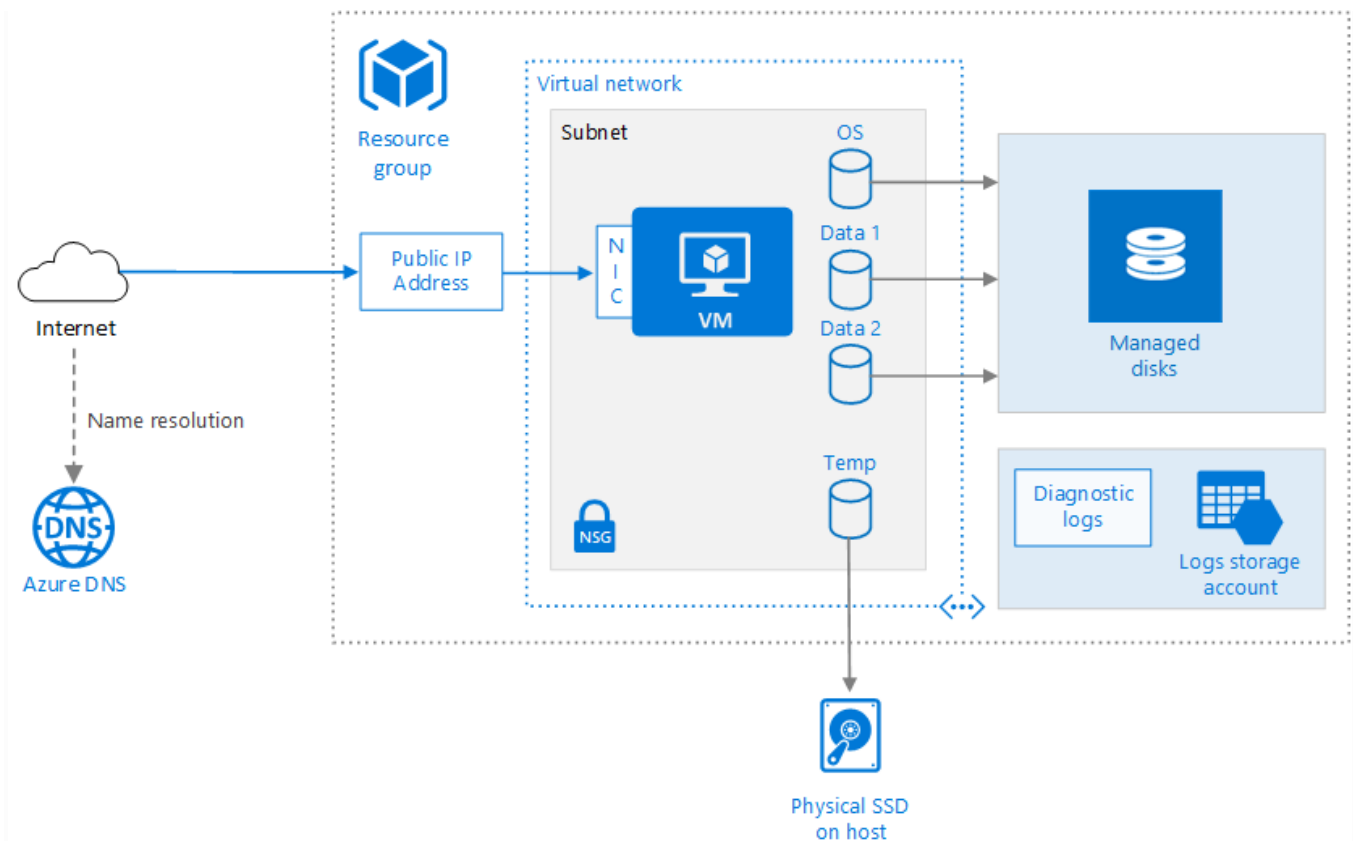 Resource
group
Virtual network
Subnet
OS
Data 1
Data 2
Temp
N
I
C
VM
NSG
Public IP
Address
Internet
Name resolution
DNS
Azure DNS
Managed
disks
Diagnostic
logs
Logs storage
account
Physical SSD
on host